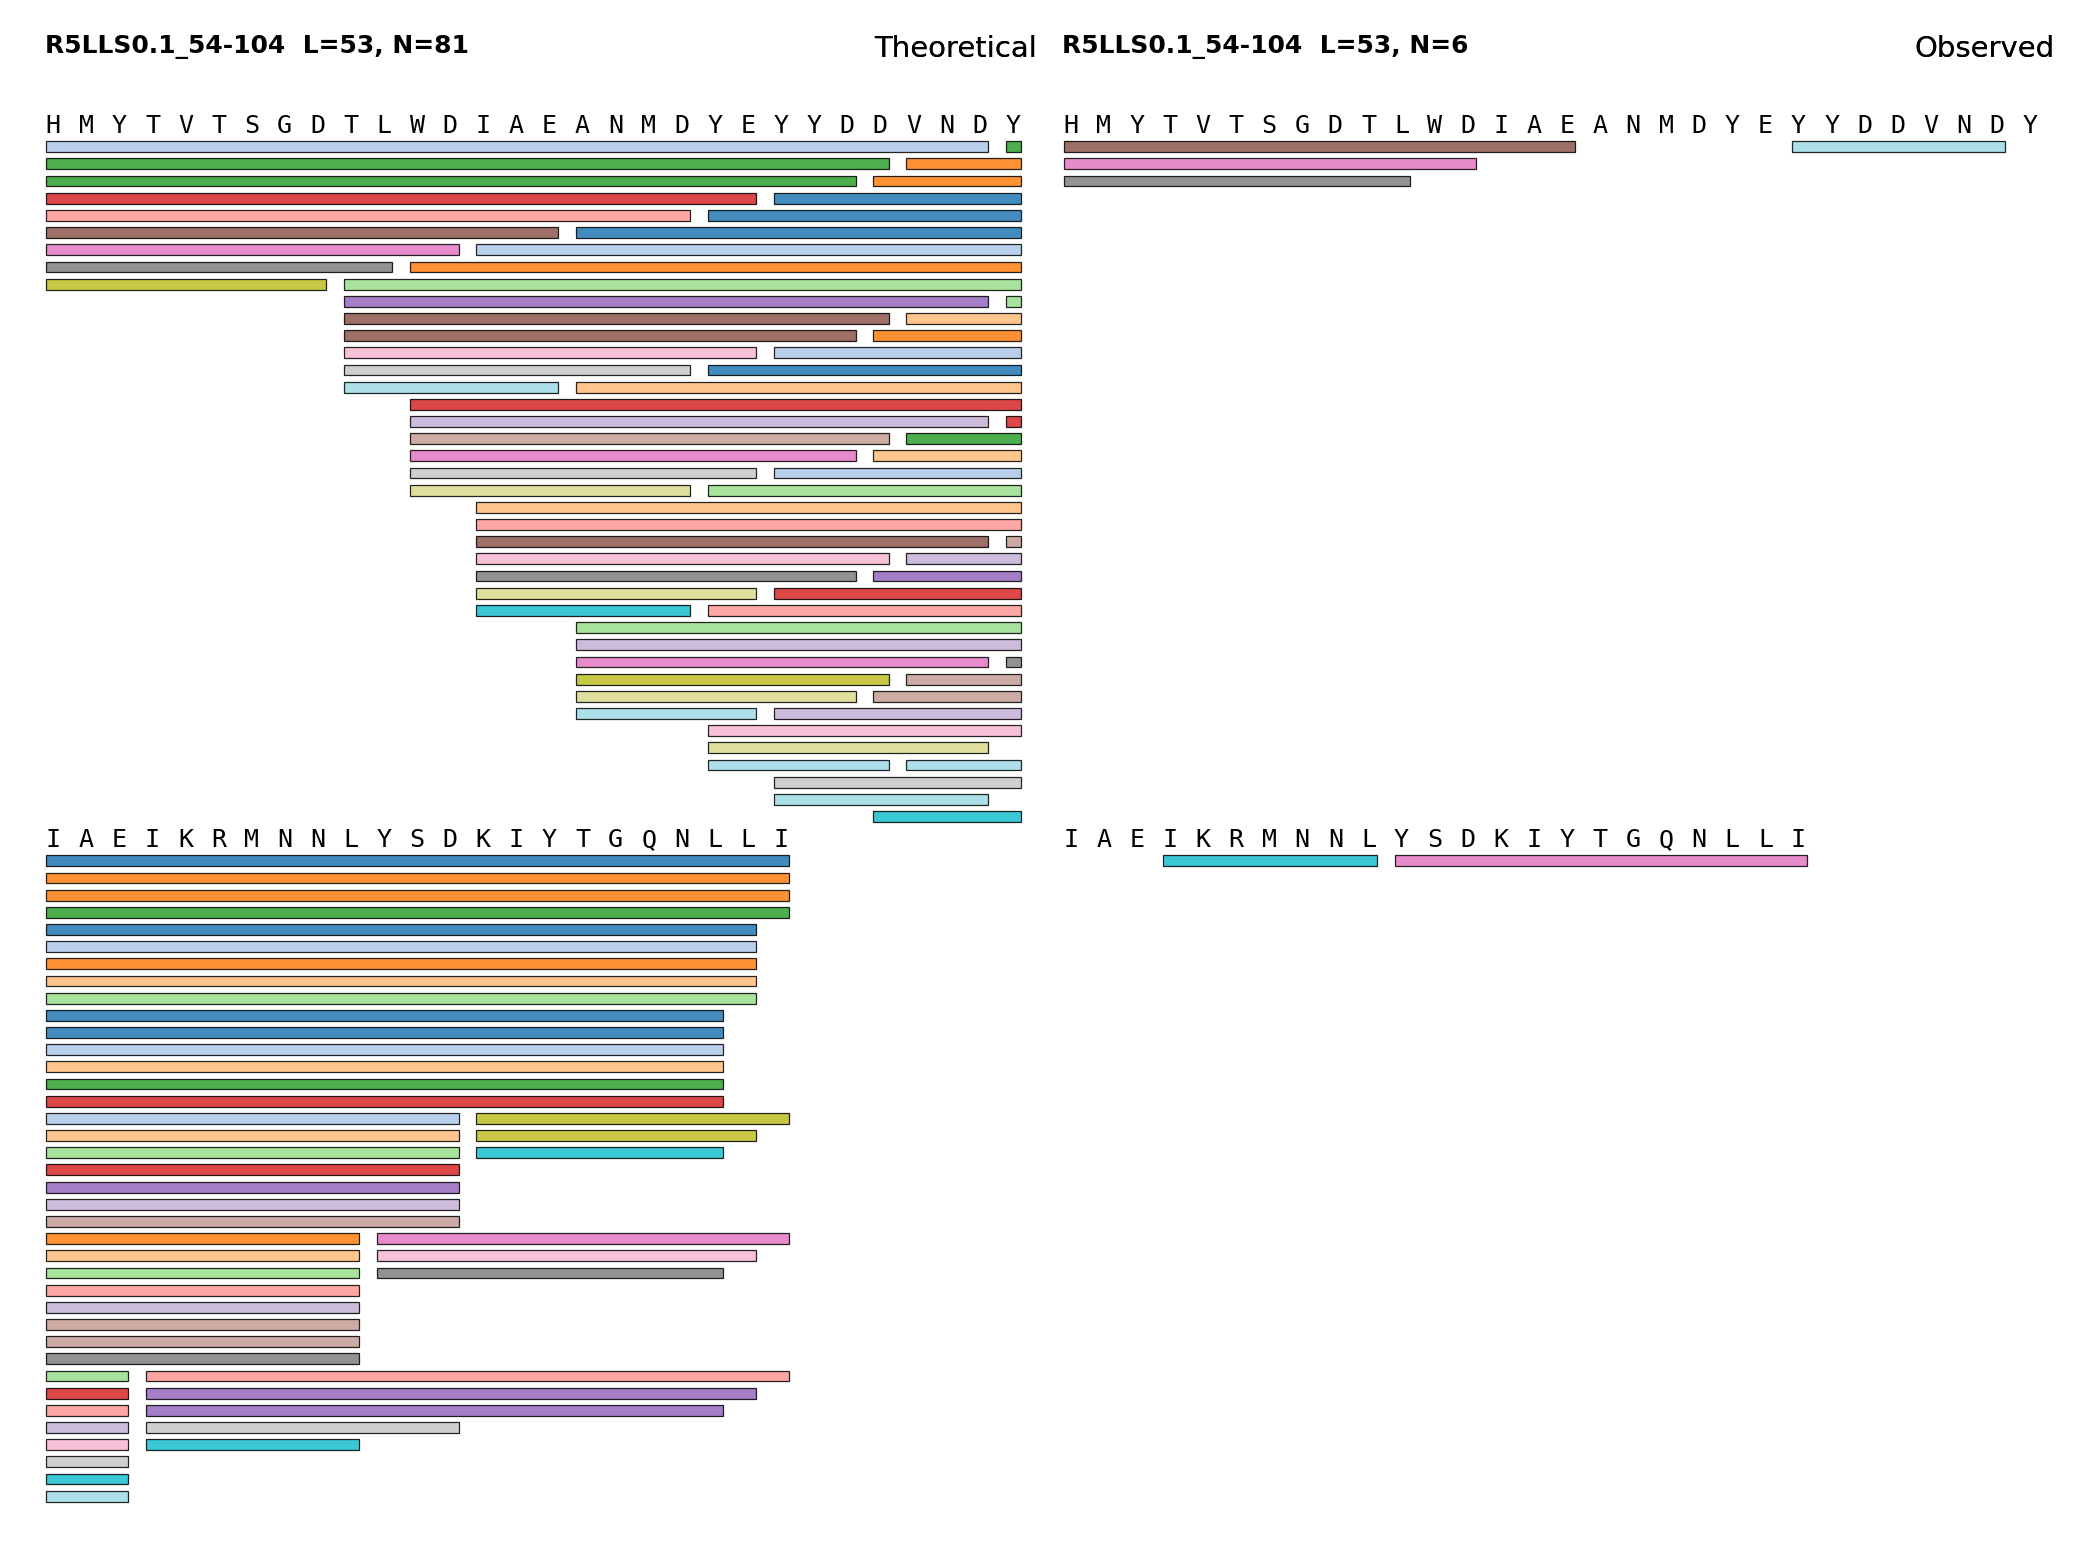 R5LLS0.1_54-104 L=53, N=81 Theoretical R5LLS0.1_54-104 L=53, N=6 Observed
H M Y T V T S G D T L W D I A E A N M D Y E Y Y D D V N D Y H M Y T V T S G D T L W D I A E A N M D Y E Y Y D D V N D Y
I A E I K R M N N L Y S D K I Y T G Q N L L I I A E I K R M N N L Y S D K I Y T G Q N L L I